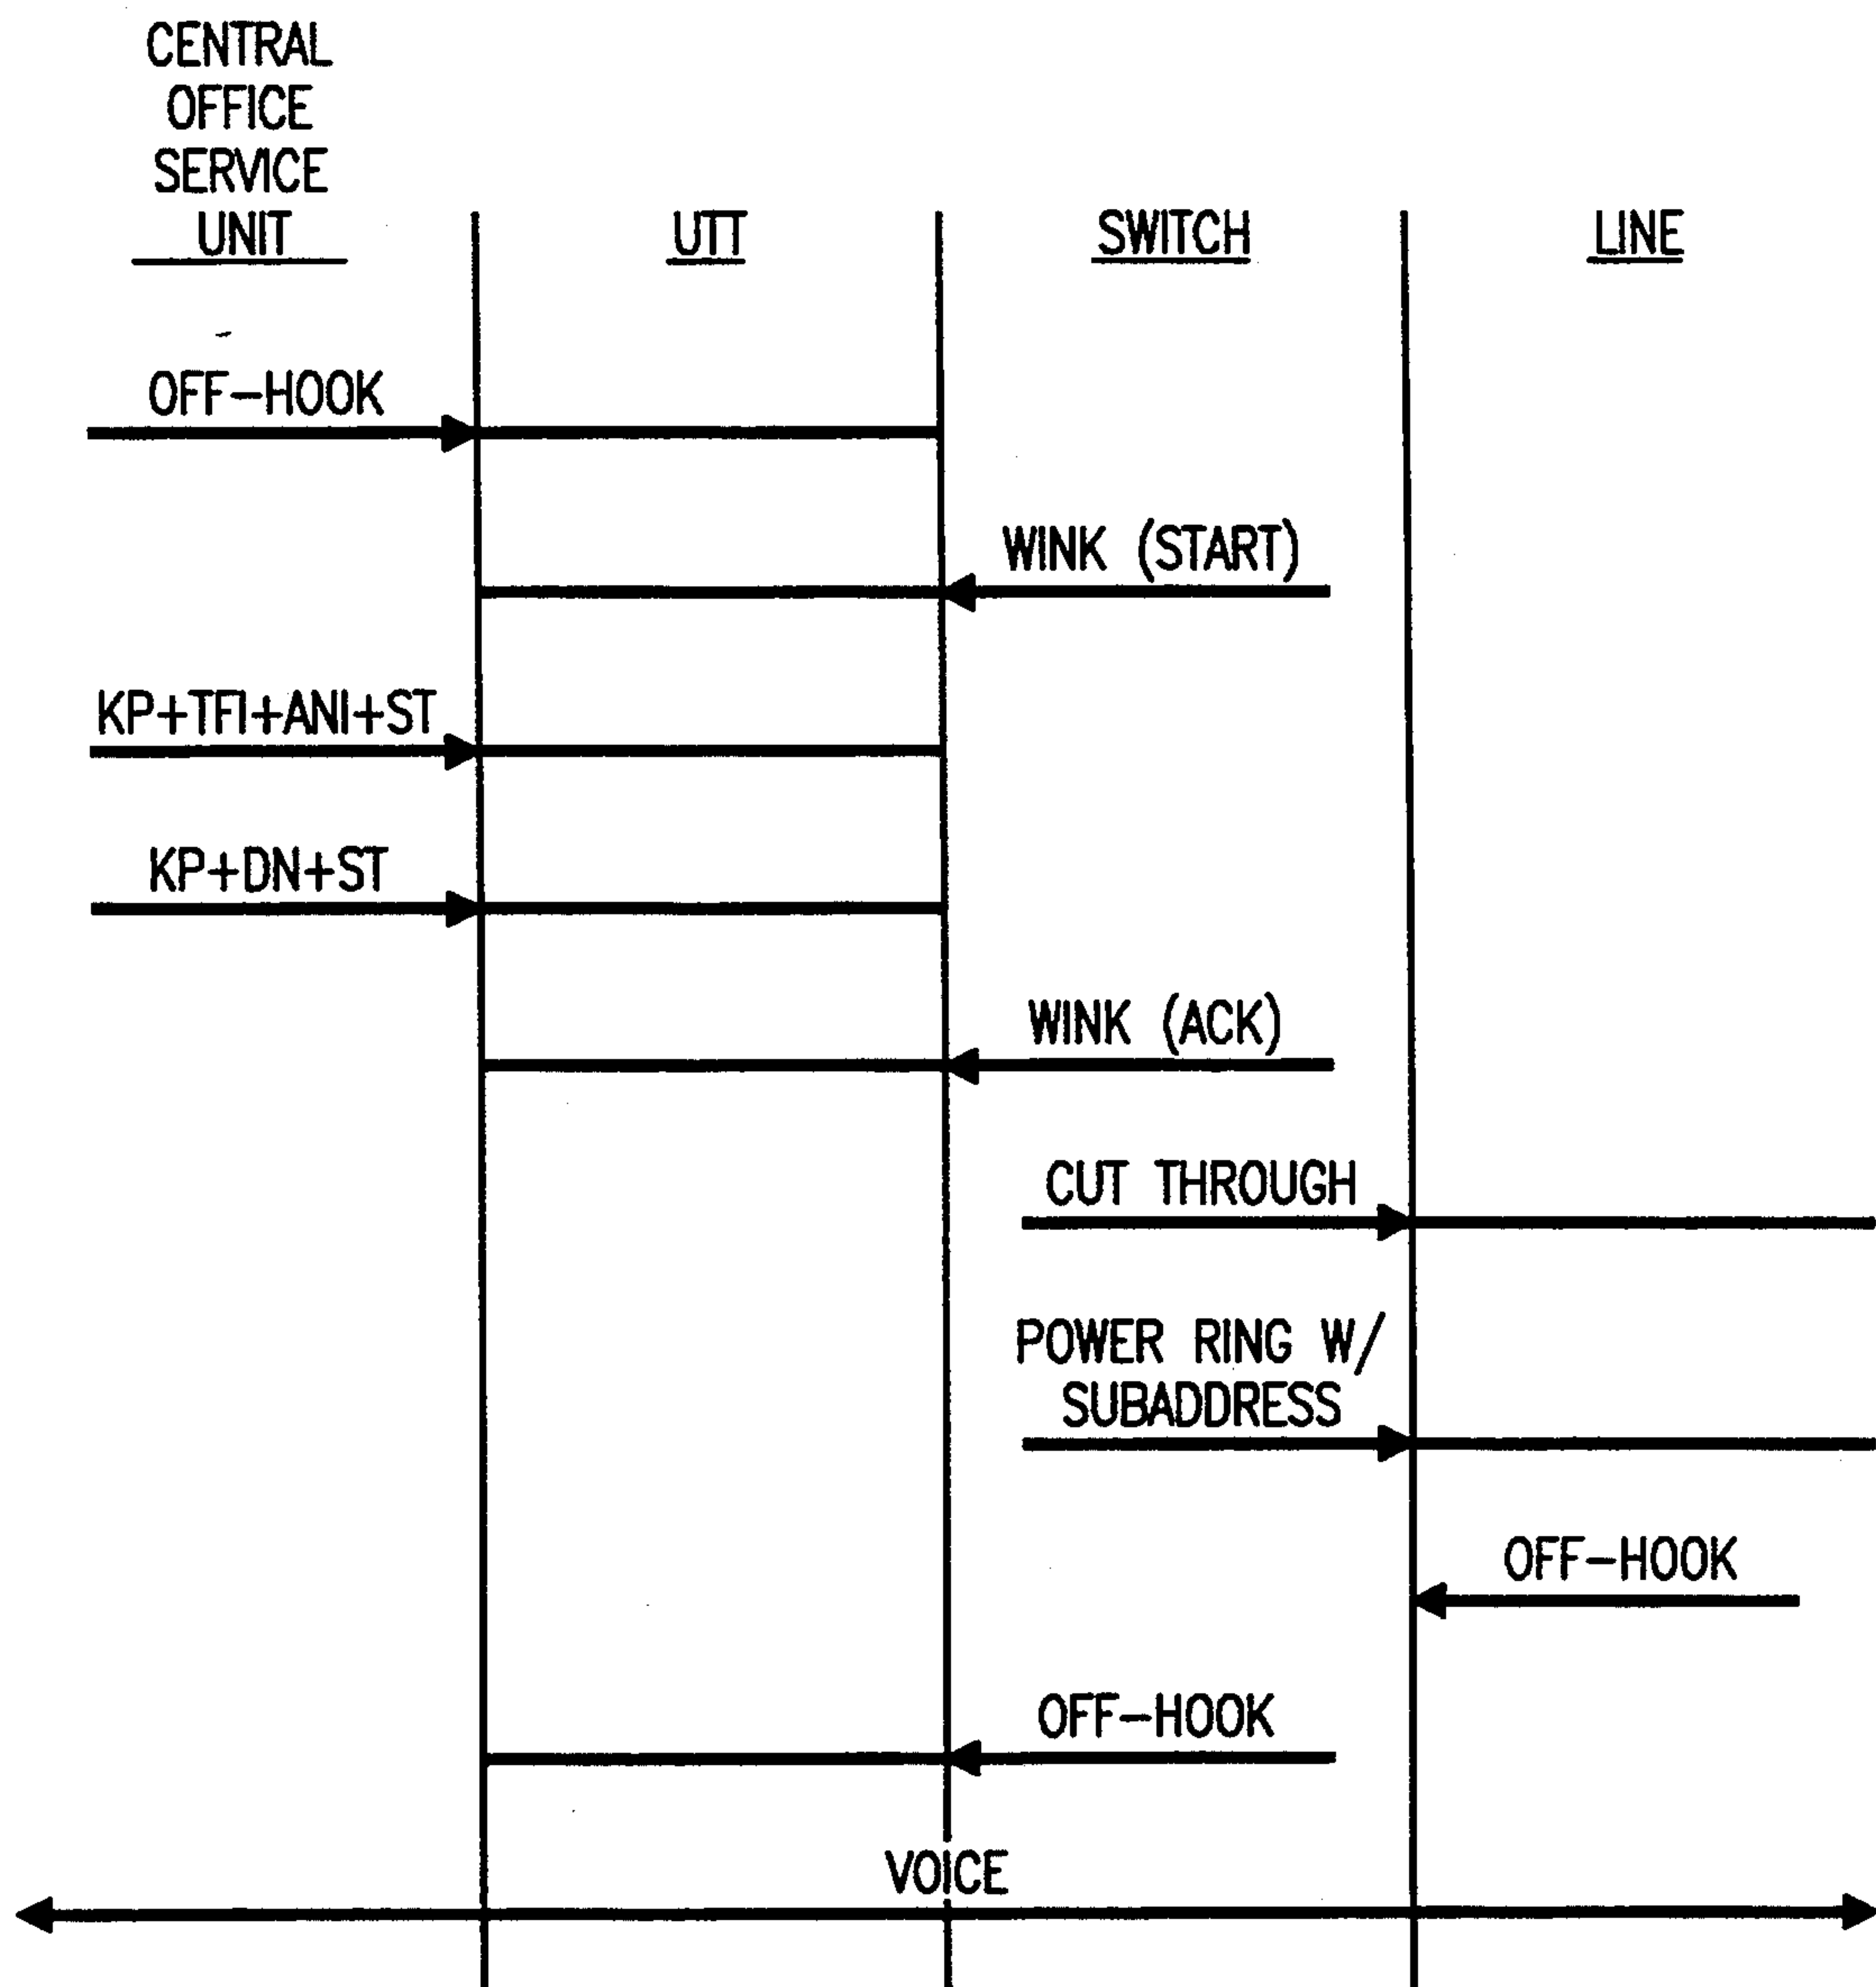 CENTRAL
OFFICE
SERVICE
UNIT
UTT
SWITCH
LINE
OFF-HOOK
WINK (START)
KP+TFI+ANI+ST
KP+DN+ST
WINK (ACK)
CUT THROUGH
POWER RING W/
SUBADDRESS
OFF-HOOK
OFF-HOOK
VOICE